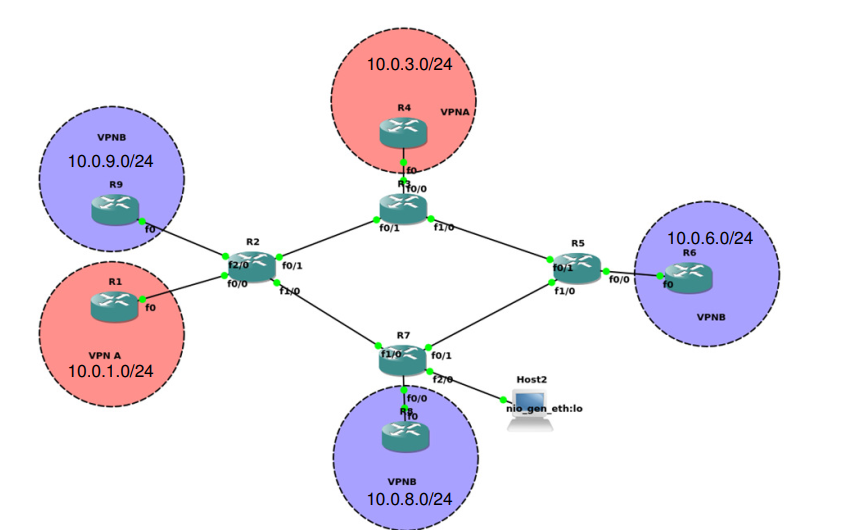 10.0.3.0/24
R4
VPNA
f0
VPNB
10.0.9.0/24
R9
f0
R3
f0/0
f0/1
f1/0
R2
f2/0
f0/1
f0/0
f1/0
R5
f0/1
f0/0
f1/0
10.0.6.0/24
R6
f0
VPNB
R1
f0
VPN A
10.0.1.0/24
R7
f1/0
f0/1
f2/0
f0/0
Host2
nio_gen_eth:lo
R8
f0
VPNB
10.0.8.0/24